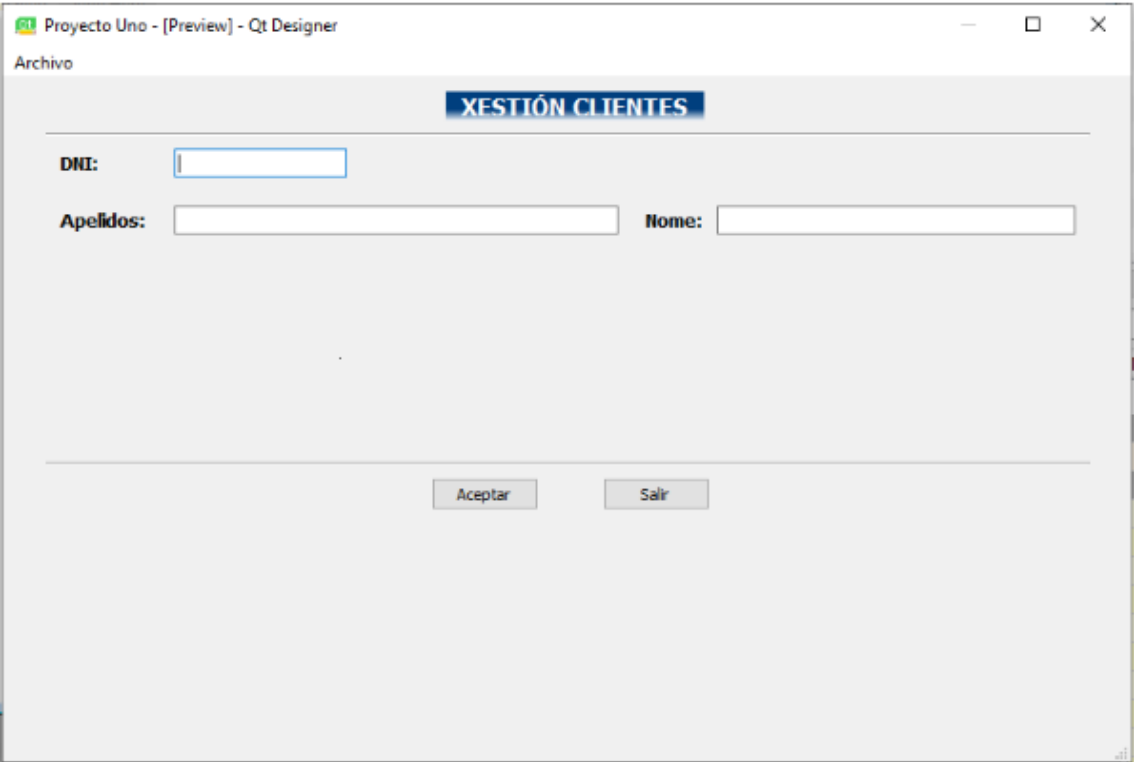 Proyecto Uno - [Preview] - Qt Designer
Archivo
XESTIÓN CLIENTES
DNI:
Apelidos: Nome:
Aceptar Salir